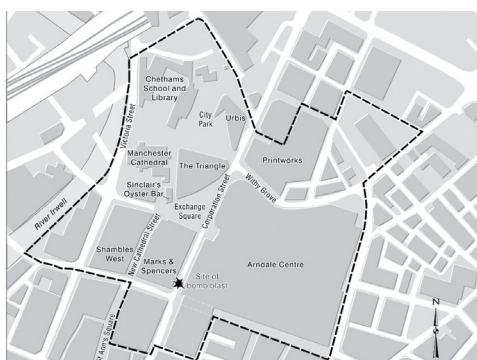 Chethams
School and
Library
City
Park
Urbis
Victoria Street
Manchester
Cathedral
The Triangle
Printworks
Sinclair's
Oyster Bar
Corporation Street
Withy Grove
Exchange
Square
River Irwell
New Cathedral Street
Shambles
West
Marks &
Spencers
Site of
bomb blast
Arndale Centre
Ann's Square
N